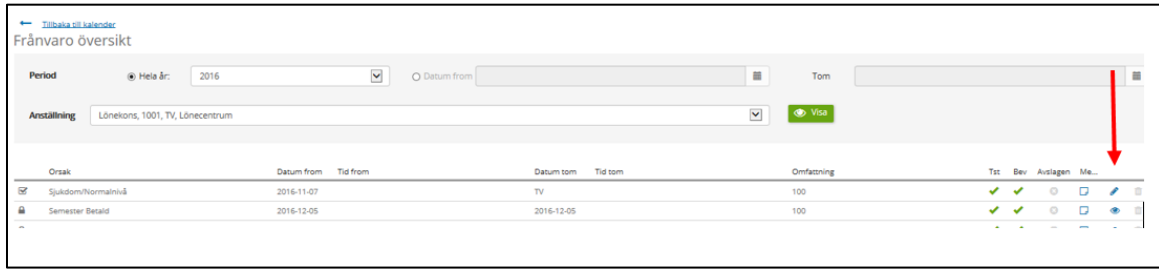 Tillbaka till kalender
Frånvaro översikt
Period Hela år: 2016 Datum from Tom
Anställning Lönekons, 1001, TV, Lönecentrum Visa
Orsak Datum from Tid from Datum tom Tid tom Omfattning Tst Bev Avslagen Me...
Sjukdom/Normalnivå 2016-11-07 TV 100
Semester Betald 2016-12-05 2016-12-05 100